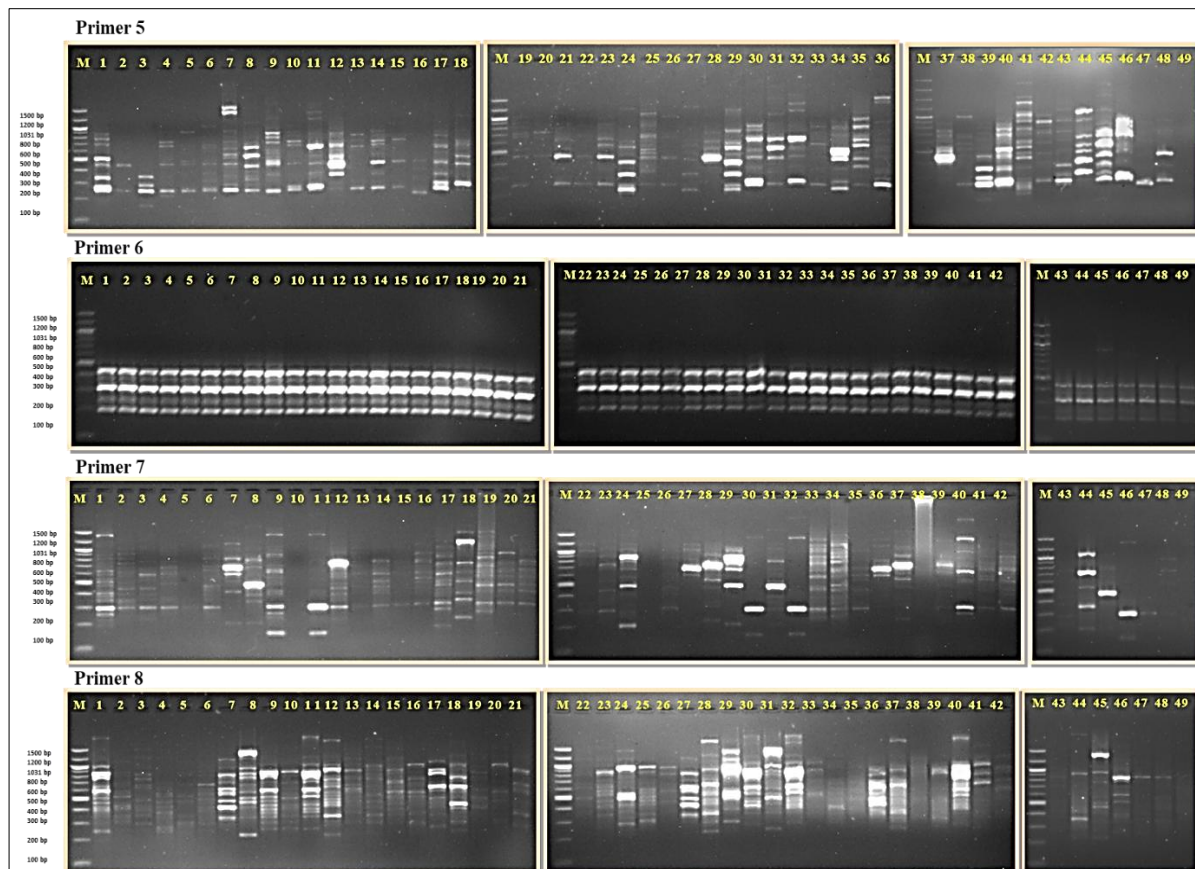 Primer 5
M 1 2 3 4 5 6 7 8 9 10 11 12 13 14 15 16 17 18
M 19 20 21 22 23 24 25 26 27 28 29 30 31 32 33 34 35 36
M 37 38 39 40 41 42 43 44 45 46 47 48 49
1500 bp
1200 bp
1031 bp
800 bp
600 bp
500 bp
400 bp
300 bp
200 bp
100 bp
Primer 6
M 1 2 3 4 5 6 7 8 9 10 11 12 13 14 15 16 17 18 19 20 21
M 22 23 24 25 26 27 28 29 30 31 32 33 34 35 36 37 38 39 40 41 42
M 43 44 45 46 47 48 49
1500 bp
1200 bp
1031 bp
800 bp
600 bp
500 bp
400 bp
300 bp
200 bp
100 bp
Primer 7
M 1 2 3 4 5 6 7 8 9 10 11 12 13 14 15 16 17 18 19 20 21
M 22 23 24 25 26 27 28 29 30 31 32 33 34 35 36 37 38 39 40 41 42
M 43 44 45 46 47 48 49
1500 bp
1200 bp
1031 bp
800 bp
600 bp
500 bp
400 bp
300 bp
200 bp
100 bp
Primer 8
M 1 2 3 4 5 6 7 8 9 10 11 12 13 14 15 16 17 18 19 20 21
M 22 23 24 25 26 27 28 29 30 31 32 33 34 35 36 37 38 39 40 41 42
M 43 44 45 46 47 48 49
1500 bp
1200 bp
1031 bp
800 bp
600 bp
500 bp
400 bp
300 bp
200 bp
100 bp